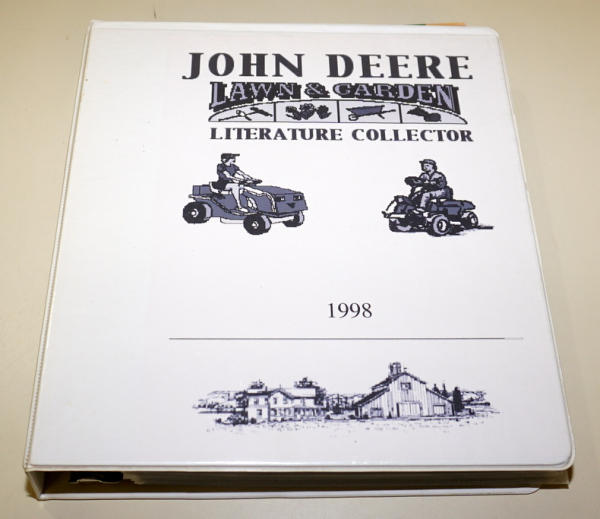 JOHN DEERE
LAWN & GARDEN
LITERATURE COLLECTOR
1998